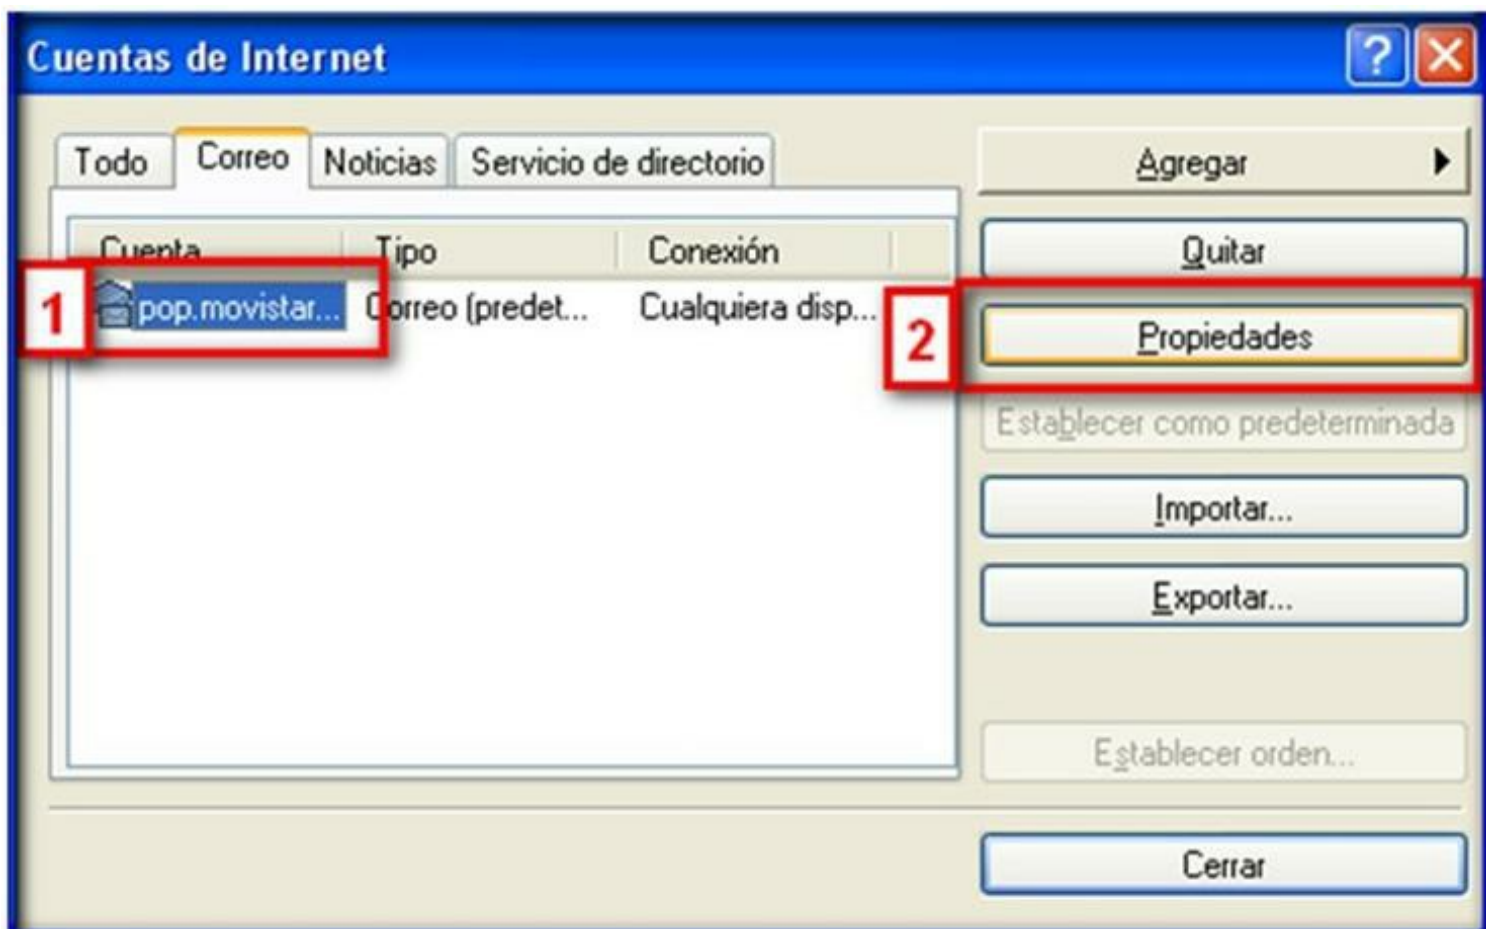 Cuentas de Internet
Todo Correo Noticias Servicio de directorio
Agregar
Cuenta Tipo Conexión
Quitar
1 pop.movistar... Correo (predet... Cualquiera disp...
2 Propiedades
Establecer como predeterminada
Importar...
Exportar...
Establecer orden...
Cerrar